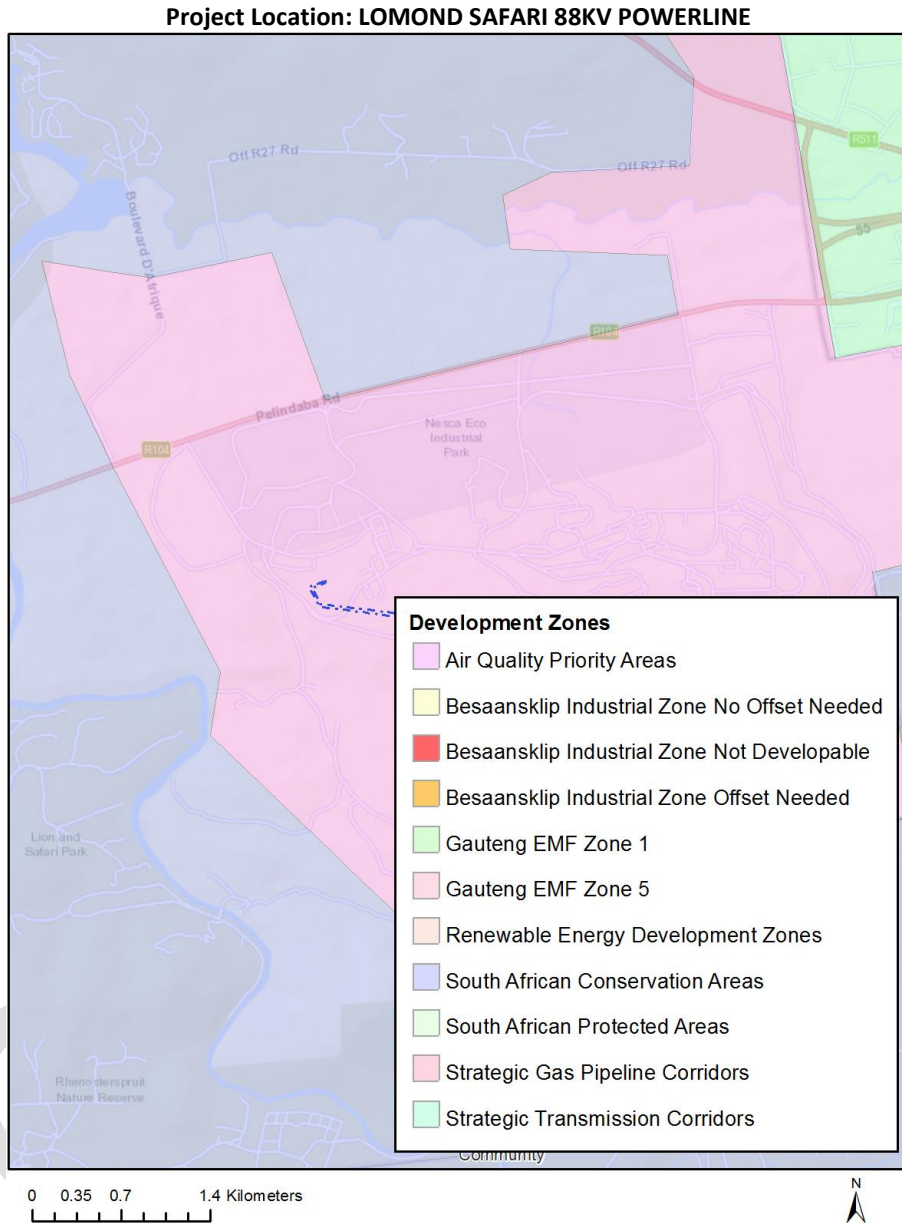 Project Location: LOMOND SAFARI 88KV POWERLINE
Off R27 Rd
Off R27 Rd
R511
Boulevard D'Afrique
55
R104
Pelindaba Rd
Nesca Eco
Industrial
Park
R104
Lion and
Safari Park
Rhenosterspruit
Nature Reserve
Development Zones
Air Quality Priority Areas
Besaansklip Industrial Zone No Offset Needed
Besaansklip Industrial Zone Not Developable
Besaansklip Industrial Zone Offset Needed
Gauteng EMF Zone 1
Gauteng EMF Zone 5
Renewable Energy Development Zones
South African Conservation Areas
South African Protected Areas
Strategic Gas Pipeline Corridors
Strategic Transmission Corridors
Community
0 0.35 0.7 1.4 Kilometers
N